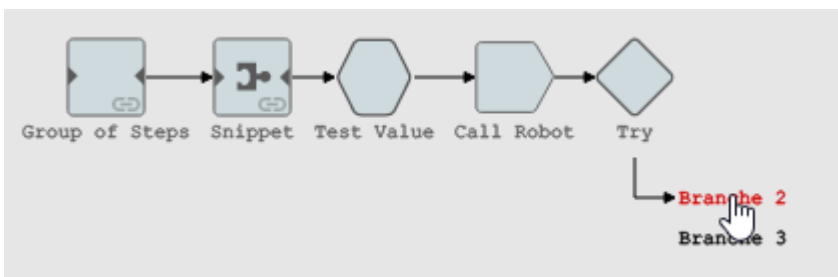 Group of Steps Snippet Test Value Call Robot Try
Branche 2
Branche 3